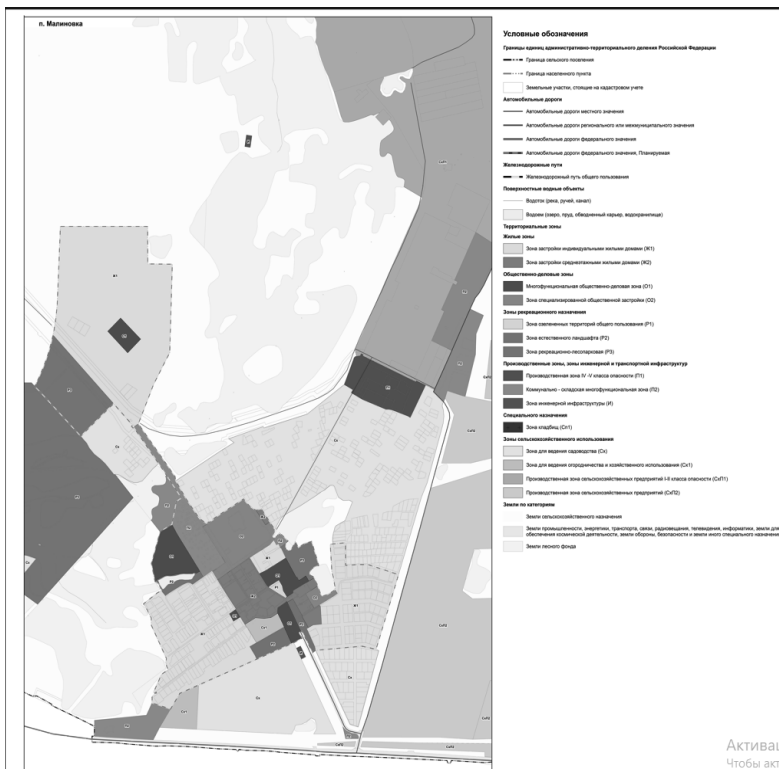 п. Малиновка
Условные обозначения
Границы единиц административно-территориального деления Российской Федерации
Граница сельского поселения
Граница населенного пункта
Земельные участки, стоящие на кадастровом учете
Автомобильные дороги
Автомобильные дороги местного значения
Автомобильные дороги регионального или межмуниципального значения
Автомобильные дороги федерального значения
Автомобильные дороги федерального значения, Планируемая
Железнодорожные пути
Железнодорожный путь общего пользования
Поверхностные водные объекты
Водоток (река, ручей, канал)
Водоем (озеро, пруд, обводненный карьер, водохранилище)
Территориальные зоны
Жилые зоны
Зона застройки индивидуальными жилыми домами (Ж1)
Зона застройки среднеэтажными жилыми домами (Ж2)
Общественно-деловые зоны
Многофункциональная общественно-деловая зона (О1)
Зона специализированной общественной застройки (О2)
Зоны рекреационного назначения
Зона озелененных территорий общего пользования (Р1)
Зона естественного ландшафта (Р2)
Зона рекреационно-лесопарковая (Р3)
Производственные зоны, зоны инженерной и транспортной инфраструктур
Производственная зона IV -V класса опасности (П1)
Коммунально - складская многофункциональная зона (П2)
Зона инженерной инфраструктуры (И)
Специального назначения
Зона кладбищ (Сп1)
Зоны сельскохозяйственного использования
Зона для ведения садоводства (Сх)
Зона для ведения огородничества и хозяйственного использования (Сх1)
Производственная зона сельскохозяйственных предприятий I-II класса опасности (СхП1)
Производственная зона сельскохозяйственных предприятий (СхП2)
Земли по категориям
Земли сельскохозяйственного назначения
Земли промышленности, энергетики, транспорта, связи, радиовещания, телевидения, информатики, земли для
обеспечения космической деятельности, земли обороны, безопасности и земли иного специального назначения
Земли лесного фонда
Активац
Чтобы акт